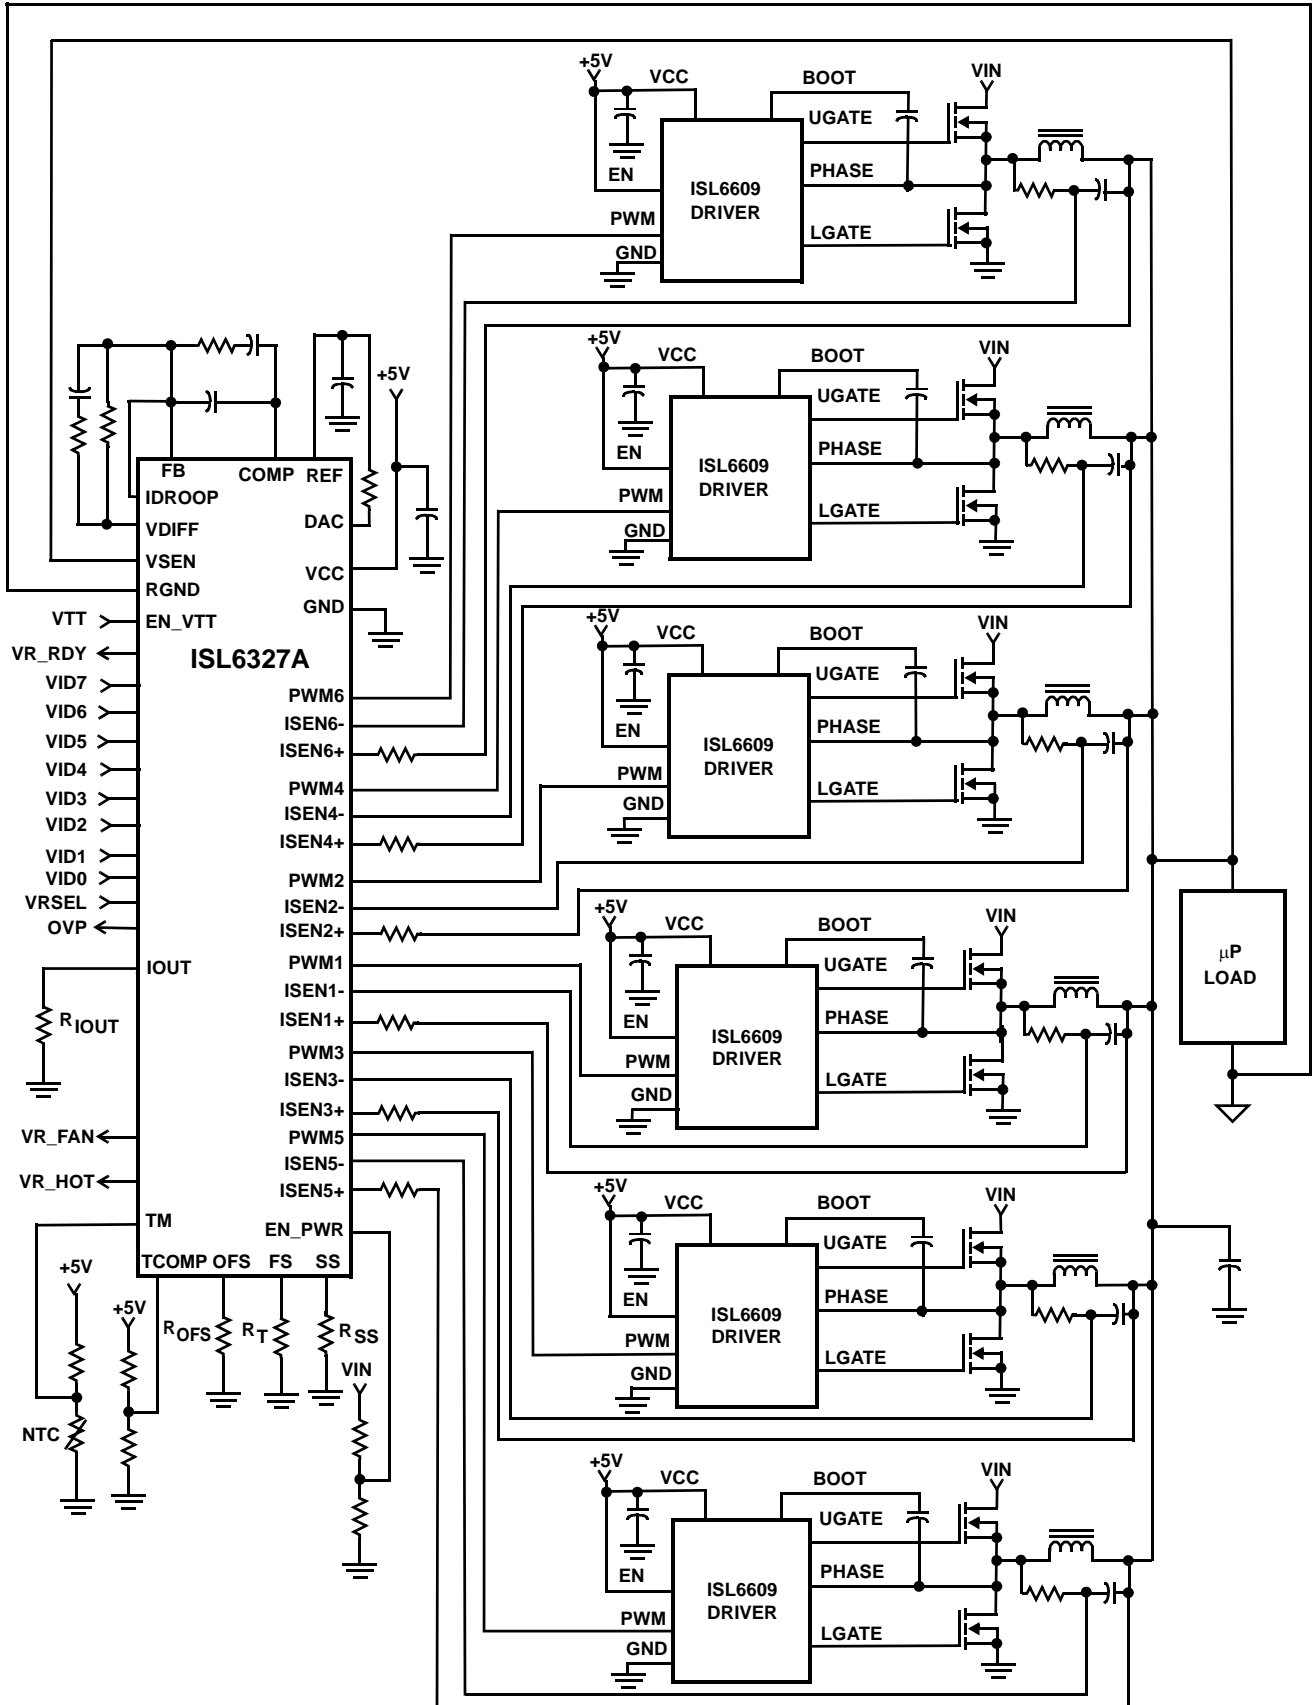 +5V
VCC
BOOT
VIN
UGATE
EN
PHASE
ISL6609
DRIVER
PWM
LGATE
GND
+5V
VCC
BOOT
VIN
UGATE
EN
PHASE
ISL6609
DRIVER
PWM
LGATE
GND
+5V
VCC
BOOT
VIN
UGATE
EN
PHASE
ISL6609
DRIVER
PWM
LGATE
GND
+5V
VCC
BOOT
VIN
UGATE
EN
PHASE
ISL6609
DRIVER
PWM
LGATE
GND
+5V
VCC
BOOT
VIN
UGATE
EN
PHASE
ISL6609
DRIVER
PWM
LGATE
GND
+5V
VCC
BOOT
VIN
UGATE
EN
PHASE
ISL6609
DRIVER
PWM
LGATE
GND
+5V
FB
COMP
REF
IDROOP
VDIFF
DAC
VSEN
VCC
RGND
GND
VTT
EN_VTT
VR_RDY
ISL6327A
VID7
VID6
VID5
VID4
VID3
VID2
VID1
VID0
VRSEL
OVP
PWM6
ISEN6-
ISEN6+
PWM4
ISEN4-
ISEN4+
PWM2
ISEN2-
ISEN2+
PWM1
ISEN1-
ISEN1+
PWM3
ISEN3-
ISEN3+
PWM5
ISEN5-
ISEN5+
EN_PWR
IOUT
RIOUT
VR_FAN
VR_HOT
TM
TCOMP
OFS
FS
SS
+5V
+5V
ROFS
RT
RSS
VIN
NTC
μP
LOAD